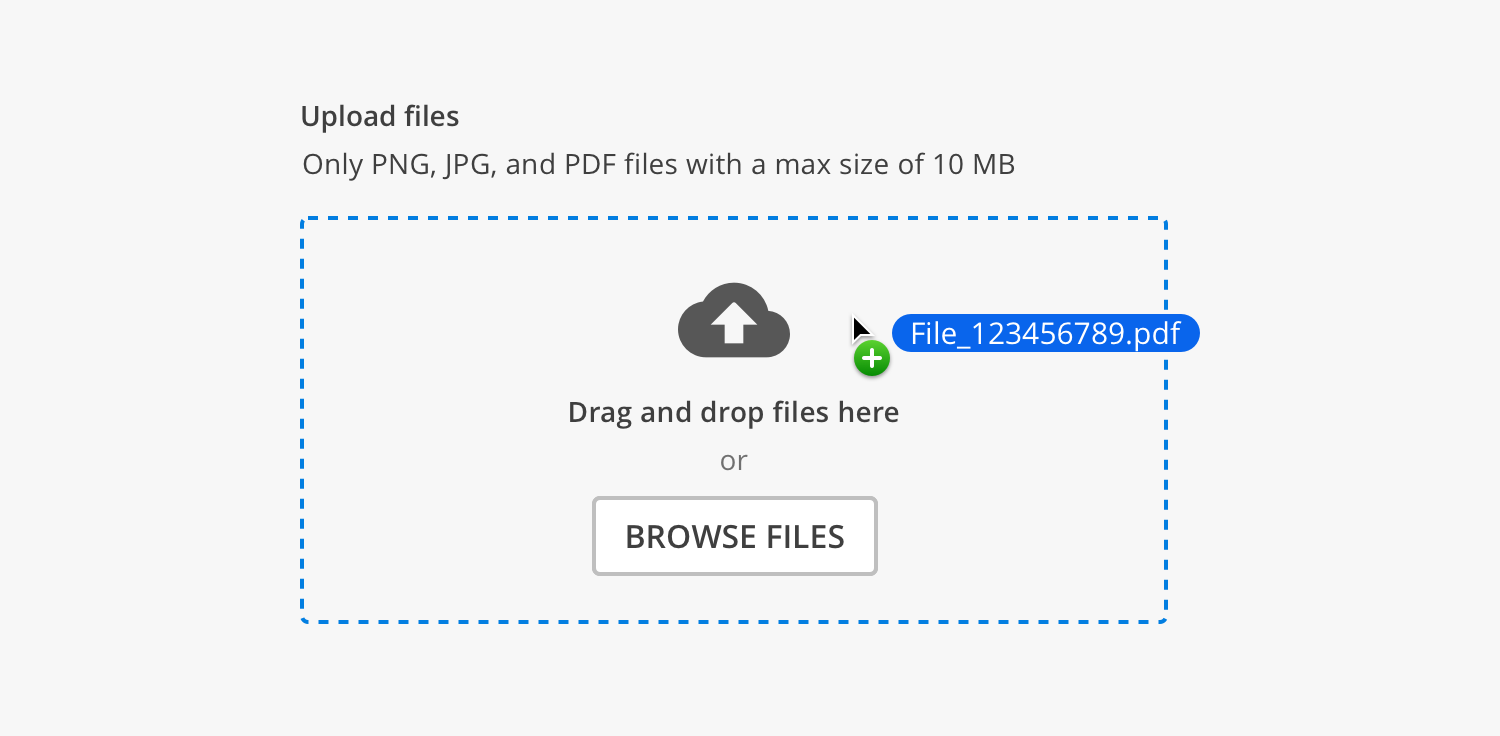 Upload files
Only PNG, JPG, and PDF files with a max size of 10 MB
File_123456789.pdf
Drag and drop files here
or
BROWSE FILES